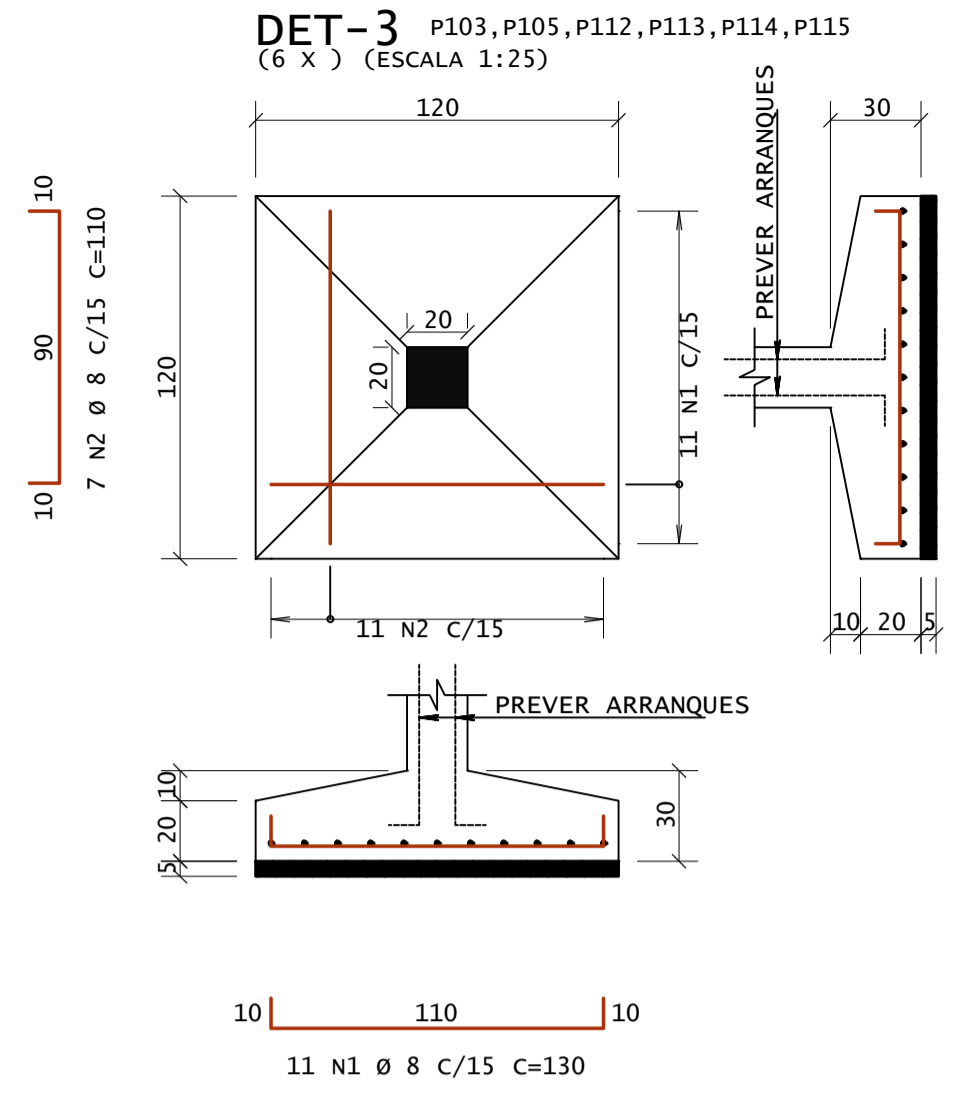 DET-3 P103,P105,P112,P113,P114,P115
(6 X ) (ESCALA 1:25)
120
30
PREVER ARRANQUES
10
90
10
7 N2 Ø 8 C/15 C=110
120
20
20
11 N1 C/15
11 N2 C/15
10 20 5
PREVER ARRANQUES
10
20
5
30
10 110 10
11 N1 Ø 8 C/15 C=130